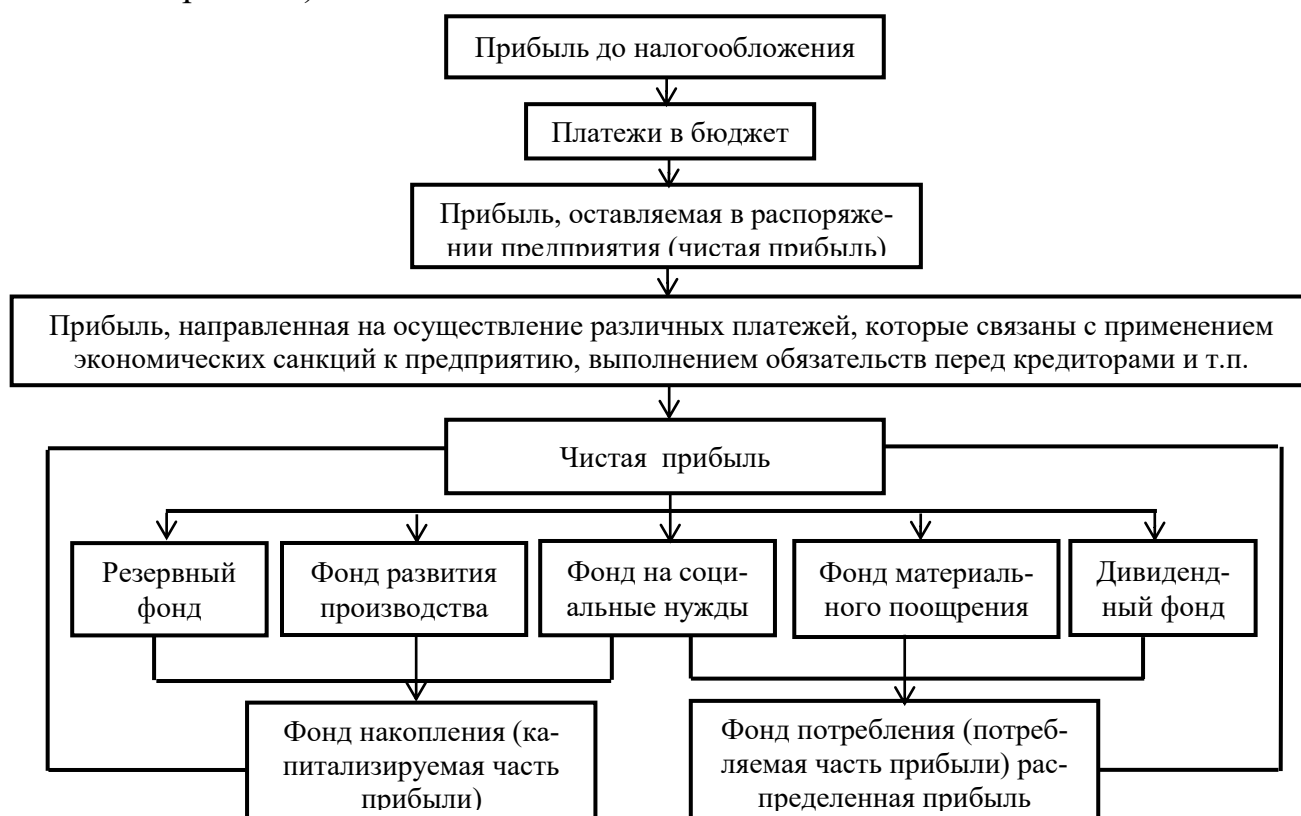 Прибыль до налогообложения
Платежи в бюджет
Прибыль, оставляемая в распоряже-
нии предприятия (чистая прибыль)
Прибыль, направленная на осуществление различных платежей, которые связаны с применением
экономических санкций к предприятию, выполнением обязательств перед кредиторами и т.п.
Чистая прибыль
Резервный
фонд
Фонд развития
производства
Фонд на соци-
альные нужды
Фонд материаль-
ного поощрения
Дивиденд-
ный фонд
Фонд накопления (ка-
питализируемая часть
прибыли)
Фонд потребления (потреб-
ляемая часть прибыли) рас-
пределенная прибыль